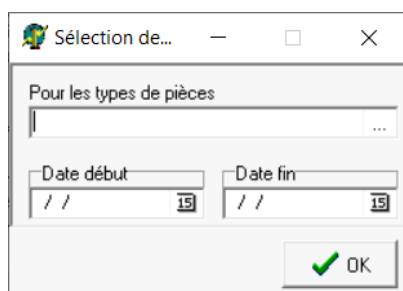 Sélection de...
Pour les types de pièces
...
Date début
Date fin
/ / 15
/ / 15
OK